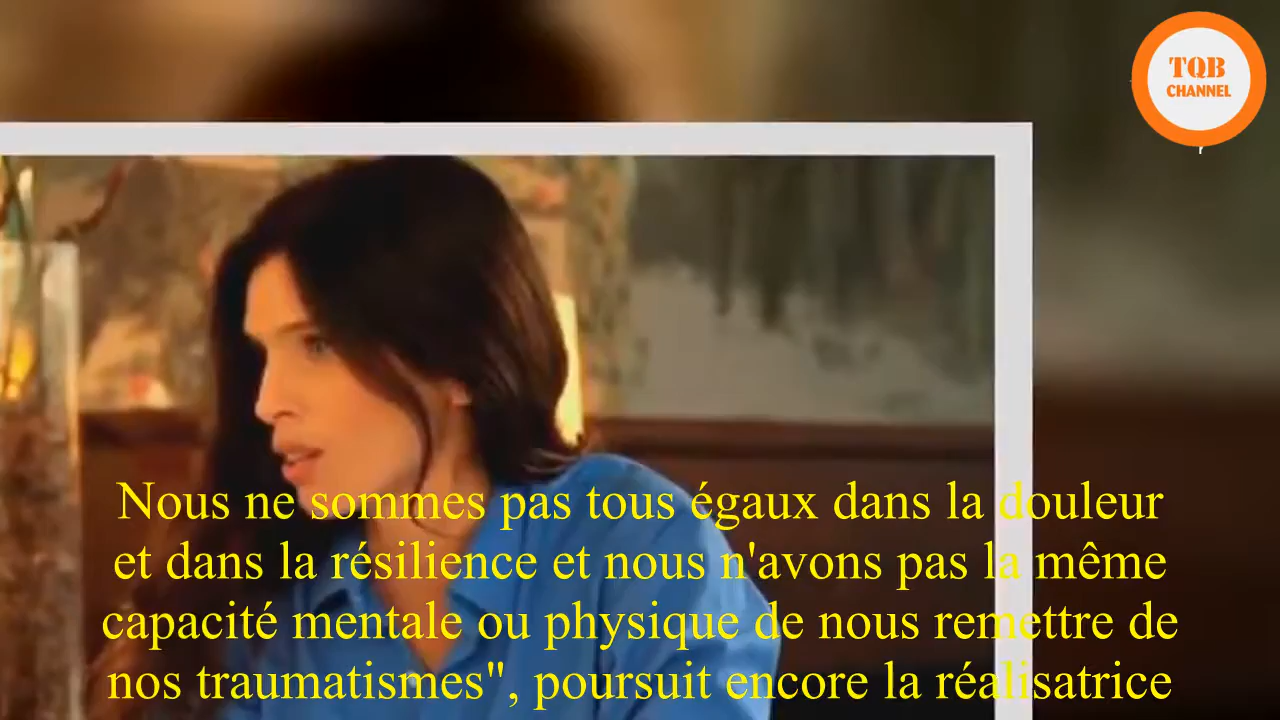 TQB
CHANNEL
Nous ne sommes pas tous égaux dans la douleur
et dans la résilience et nous n'avons pas la même
capacité mentale ou physique de nous remettre de
nos traumatismes", poursuit encore la réalisatrice